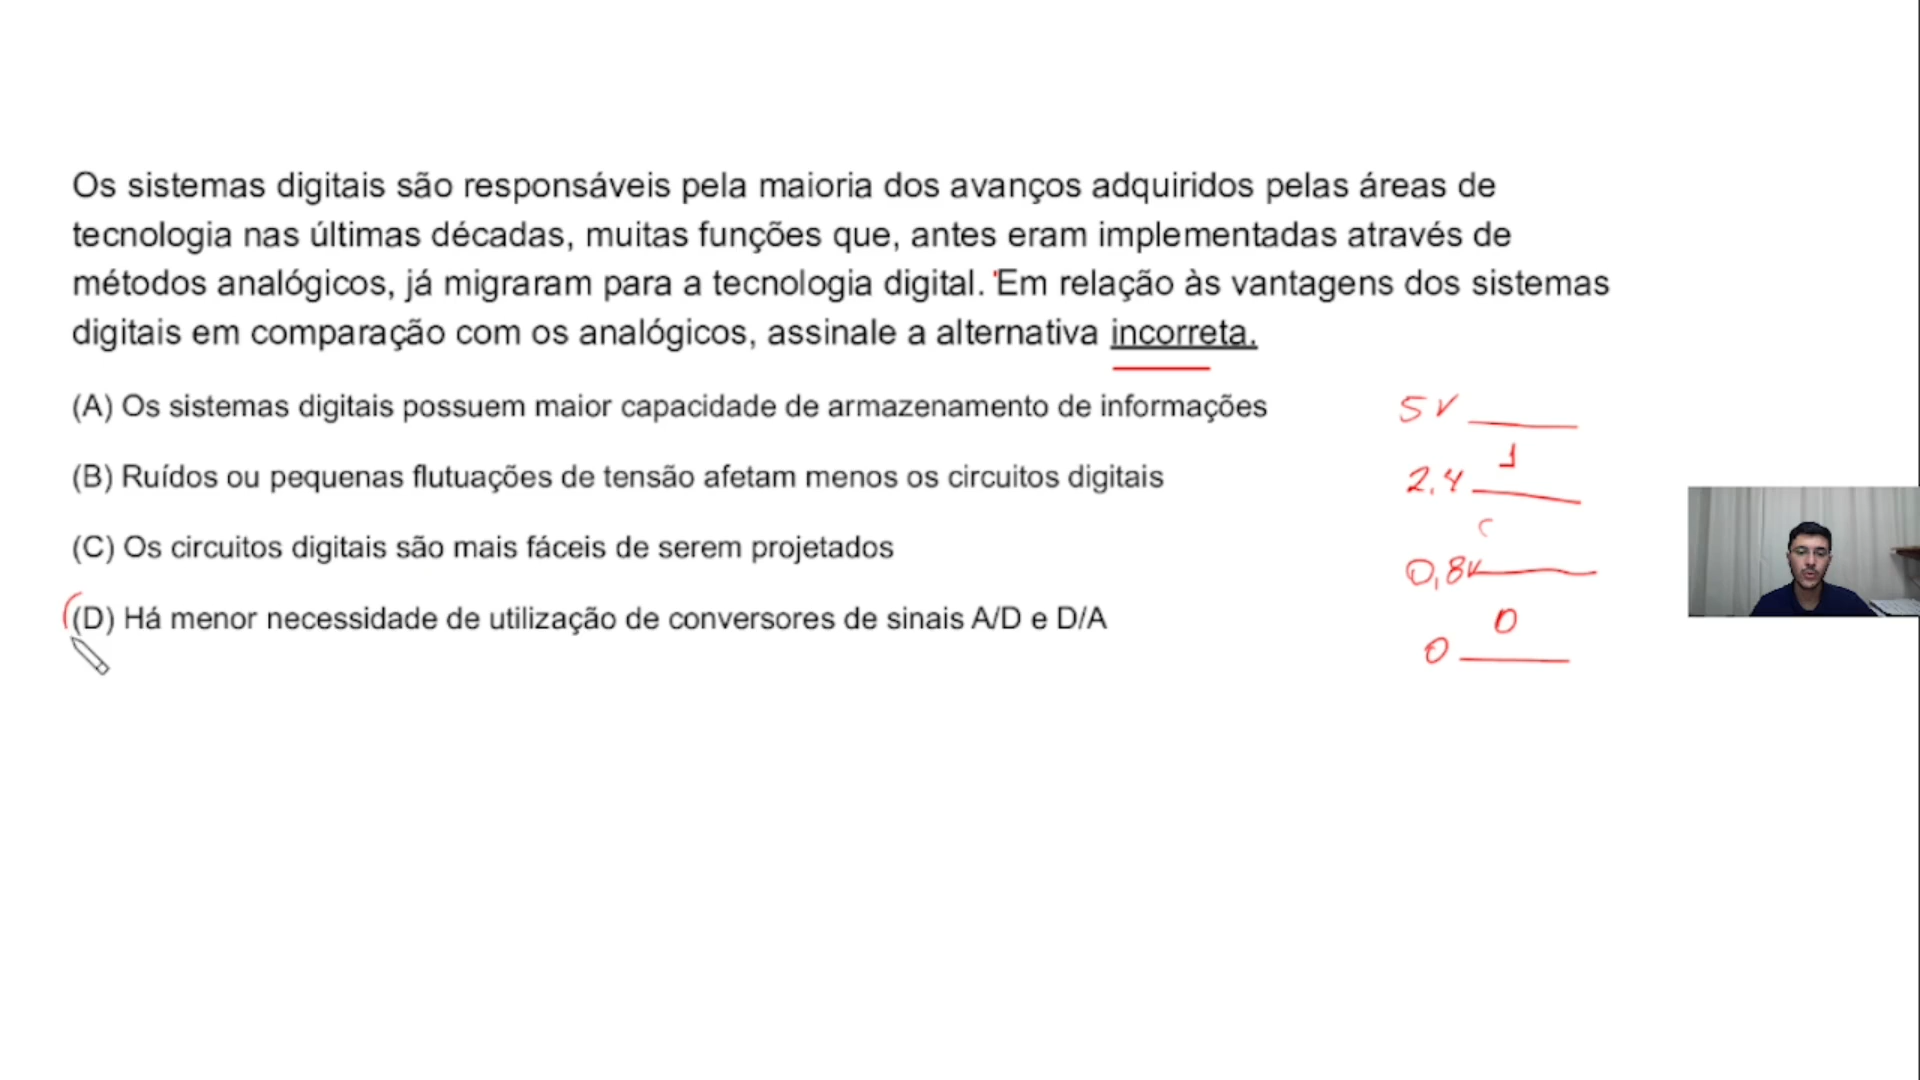 Os sistemas digitais são responsáveis pela maioria dos avanços adquiridos pelas áreas de
tecnologia nas últimas décadas, muitas funções que, antes eram implementadas através de
métodos analógicos, já migraram para a tecnologia digital. Em relação às vantagens dos sistemas
digitais em comparação com os analógicos, assinale a alternativa incorreta.
(A) Os sistemas digitais possuem maior capacidade de armazenamento de informações
(B) Ruídos ou pequenas flutuações de tensão afetam menos os circuitos digitais
(C) Os circuitos digitais são mais fáceis de serem projetados
(D) Há menor necessidade de utilização de conversores de sinais A/D e D/A
5V
1
2,4
0,8V
0
0